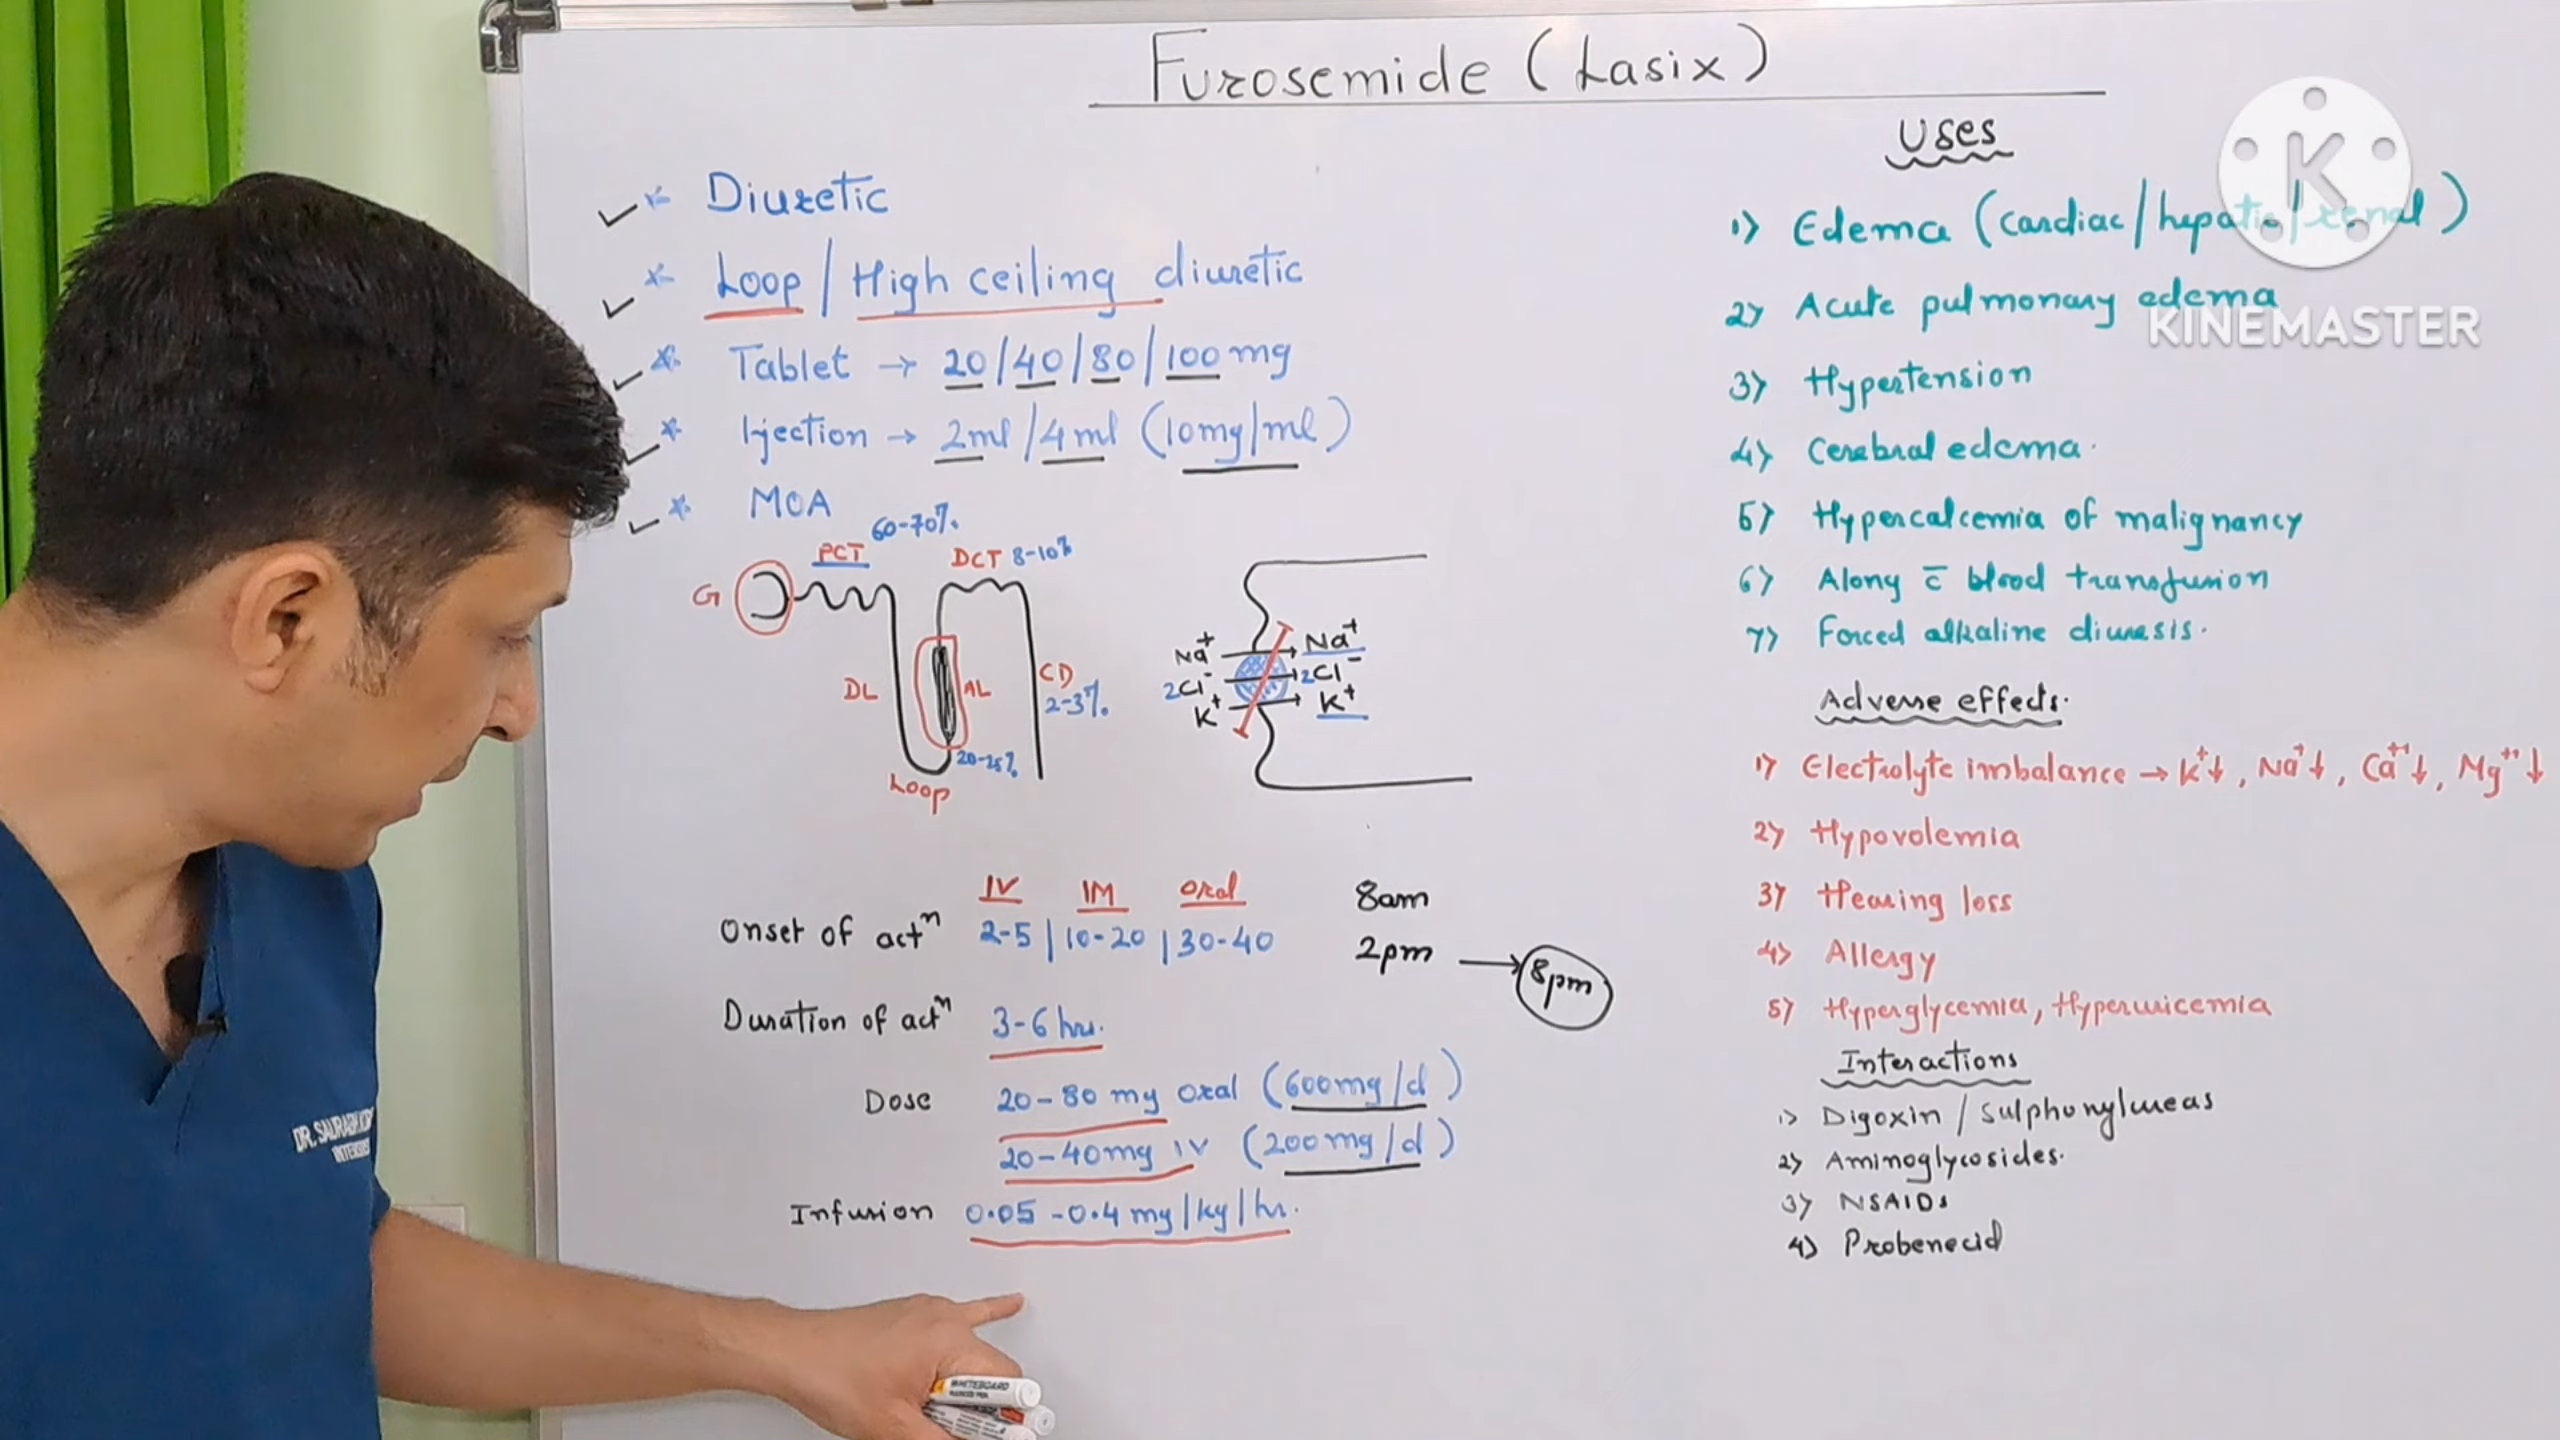 Furosemide (Lasix)
* Diuretic
* Loop / High ceiling diuretic
* Tablet → 20/40/80/100mg
* Injection → 2ml/4ml (10mg/ml)
* MOA
PCT 60-70%.
DCT 8-10%
G
DL
AL
CD
2-3%.
20-25%.
Loop
Na+ Na+
2Cl- 2Cl-
K+ K+
IV IM Oral
Onset of actn 2-5 | 10-20 | 30-40
8am
2pm → 8pm
Duration of actn 3-6 hrs.
Dose 20-80 mg oral (600mg/d)
20-40mg IV (200mg/d)
Infusion 0.05-0.4 mg/kg/hr.
Uses
1) Edema (cardiac/hepatic/renal)
2) Acute pulmonary edema
3) Hypertension
4) Cerebral edema.
5) Hypercalcemia of malignancy
6) Along c̄ blood transfusion
7) Forced alkaline diuresis.
Adverse effects.
1) Electrolyte imbalance → K+↓, Na+↓, Ca++↓, Mg++↓
2) Hypovolemia
3) Hearing loss
4) Allergy
5) Hyperglycemia, Hyperuricemia
Interactions
1) Digoxin / Sulphonylureas
2) Aminoglycosides.
3) NSAIDs
4) Probenecid
K
KINEMASTER
WHITEBOARD
MARKER PEN